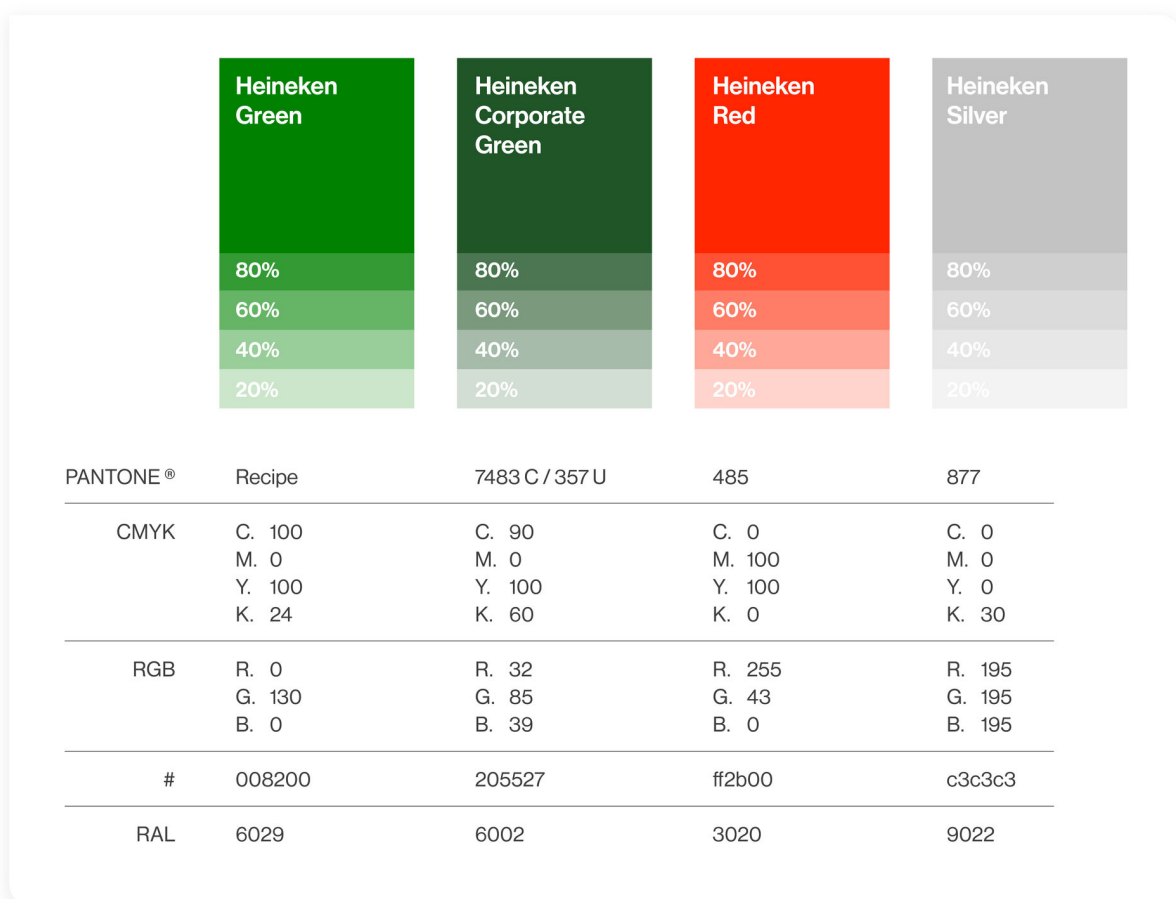 Heineken Green
Heineken Corporate Green
Heineken Red
Heineken Silver
80% 80% 80% 80%
60% 60% 60% 60%
40% 40% 40% 40%
20% 20% 20% 20%
PANTONE ® Recipe 7483 C / 357 U 485 877
CMYK C. 100 C. 90 C. 0 C. 0
M. 0 M. 0 M. 100 M. 0
Y. 100 Y. 100 Y. 100 Y. 0
K. 24 K. 60 K. 0 K. 30
RGB R. 0 R. 32 R. 255 R. 195
G. 130 G. 85 G. 43 G. 195
B. 0 B. 39 B. 0 B. 195
# 008200 205527 ff2b00 c3c3c3
RAL 6029 6002 3020 9022